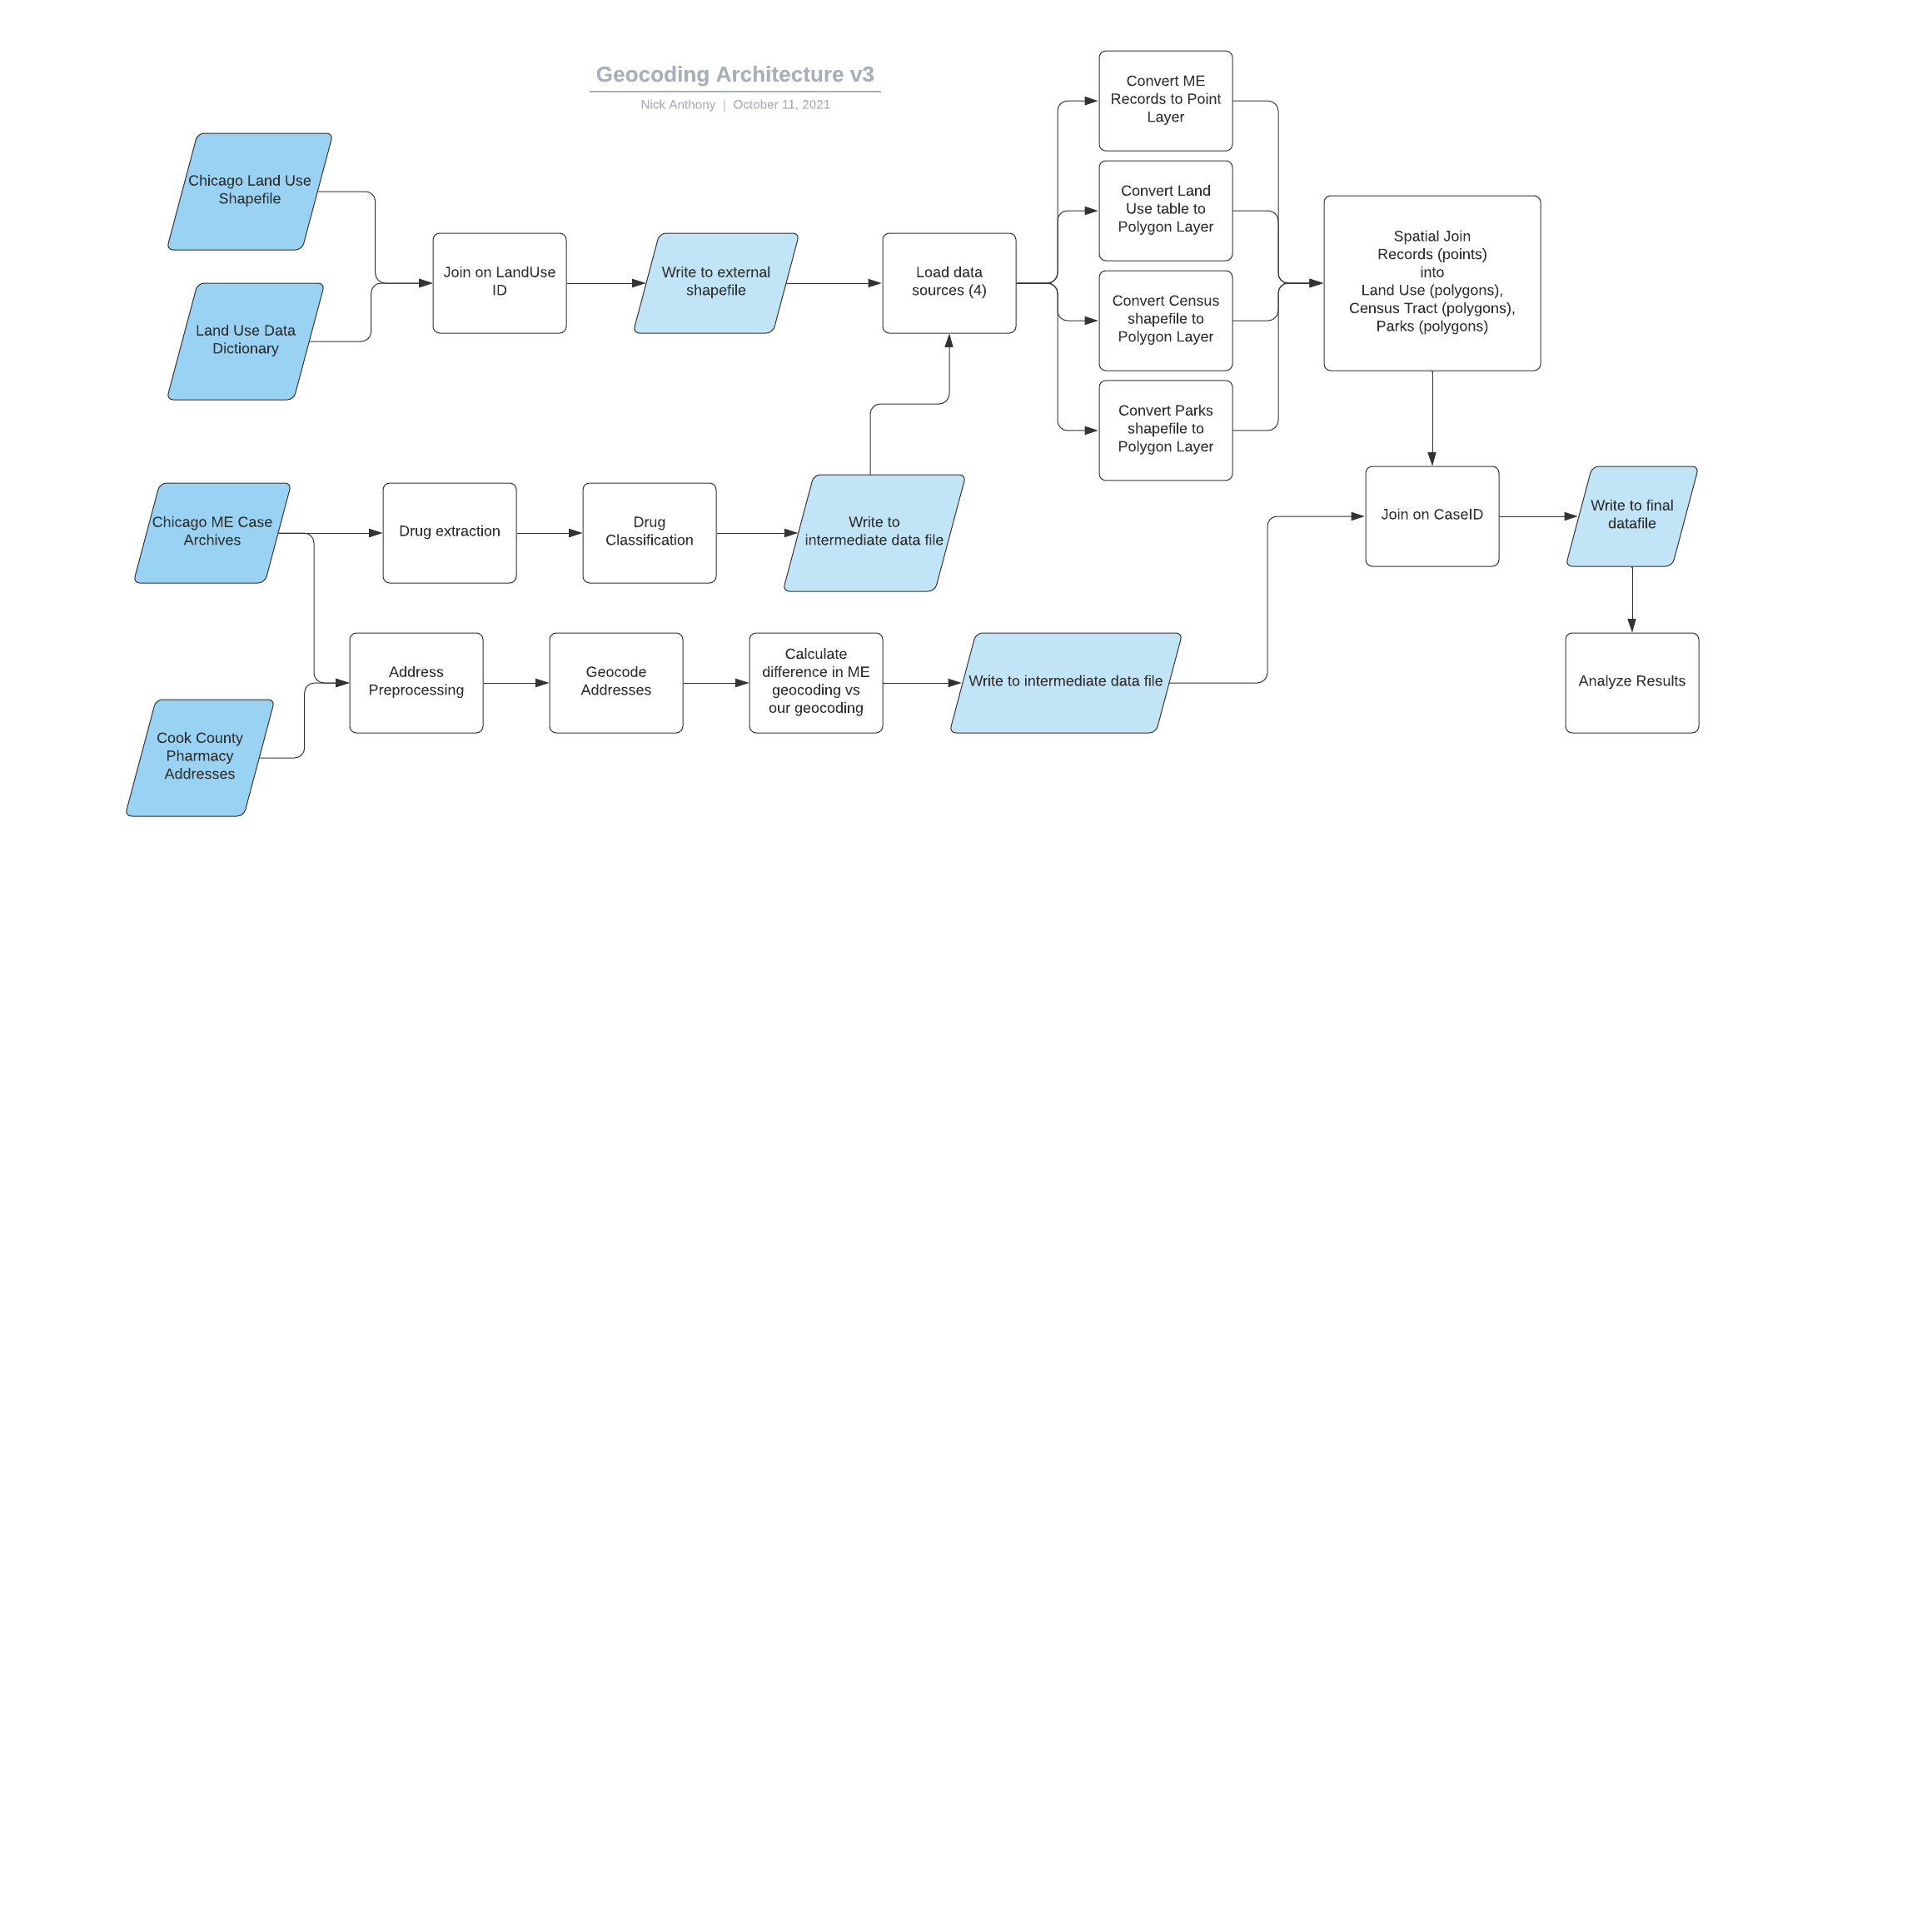 Geocoding Architecture v3
Nick Anthony | October 11, 2021
Chicago Land Use
Shapefile
Land Use Data
Dictionary
Join on LandUse
ID
Write to external
shapefile
Load data
sources (4)
Convert ME
Records to Point
Layer
Convert Land
Use table to
Polygon Layer
Convert Census
shapefile to
Polygon Layer
Convert Parks
shapefile to
Polygon Layer
Spatial Join
Records (points)
into
Land Use (polygons),
Census Tract (polygons),
Parks (polygons)
Chicago ME Case
Archives
Drug extraction
Drug
Classification
Write to
intermediate data file
Join on CaseID
Write to final
datafile
Cook County
Pharmacy
Addresses
Address
Preprocessing
Geocode
Addresses
Calculate
difference in ME
geocoding vs
our geocoding
Write to intermediate data file
Analyze Results